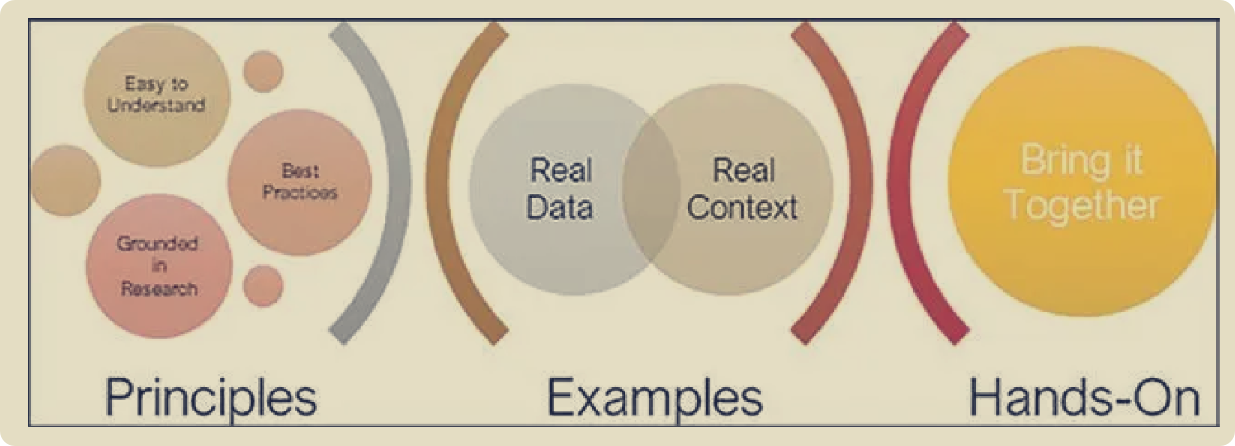 Easy to
Understand
Best
Practices
Grounded
in
Research
Principles
Real
Data
Real
Context
Examples
Bring it
Together
Hands-On